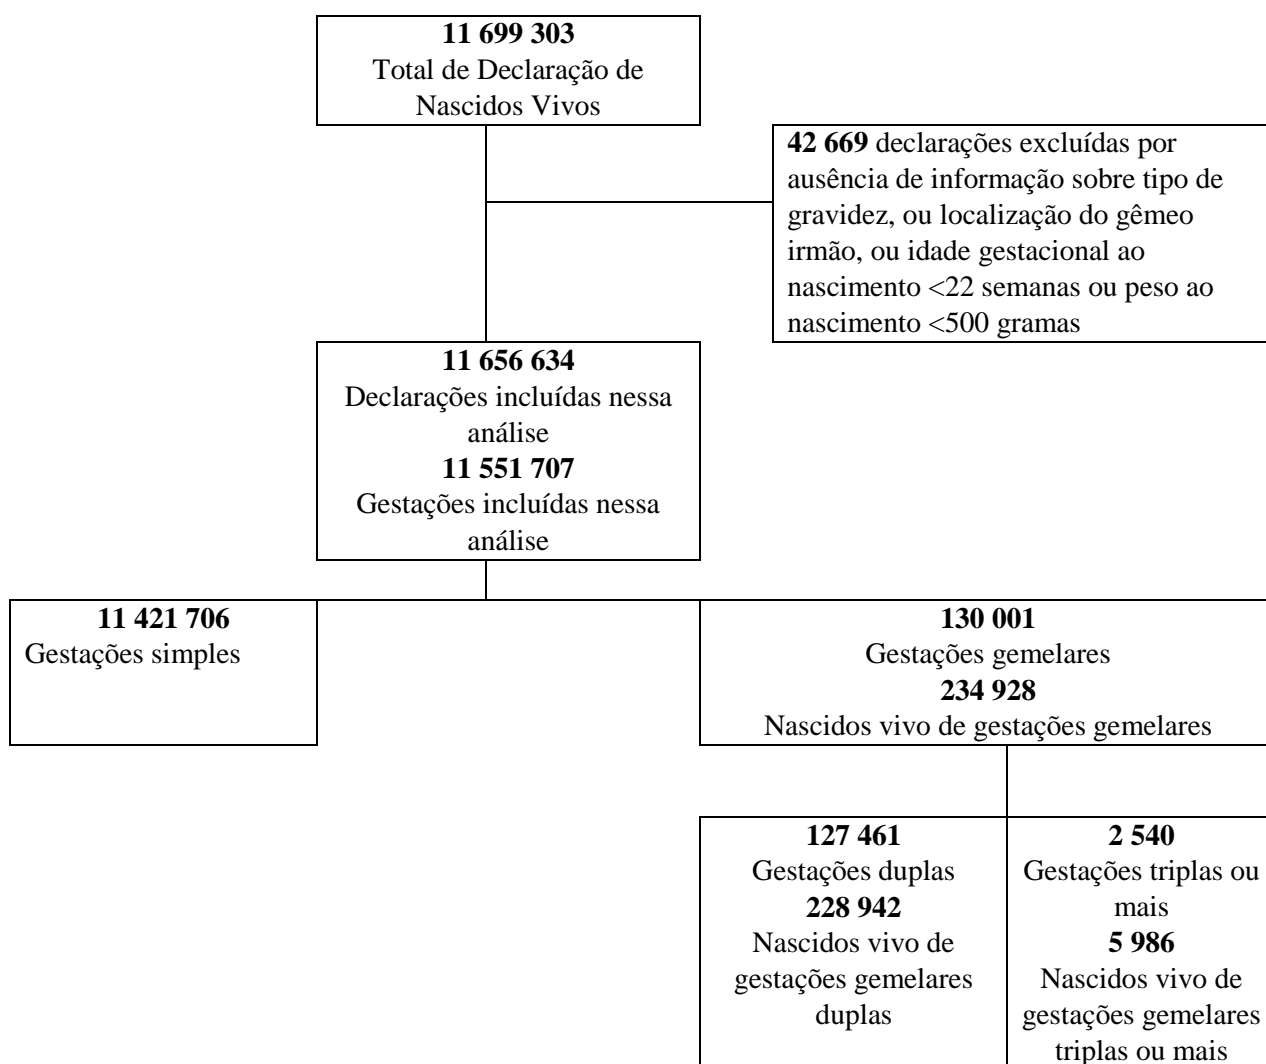 11 699 303
Total de Declaração de
Nascidos Vivos
42 669 declarações excluídas por
ausência de informação sobre tipo de
gravidez, ou localização do gêmeo
irmão, ou idade gestacional ao
nascimento <22 semanas ou peso ao
nascimento <500 gramas
11 656 634
Declarações incluídas nessa
análise
11 551 707
Gestações incluídas nessa
análise
11 421 706
Gestações simples
130 001
Gestações gemelares
234 928
Nascidos vivo de gestações gemelares
127 461
Gestações duplas
228 942
Nascidos vivo de
gestações gemelares
duplas
2 540
Gestações triplas ou
mais
5 986
Nascidos vivo de
gestações gemelares
triplas ou mais